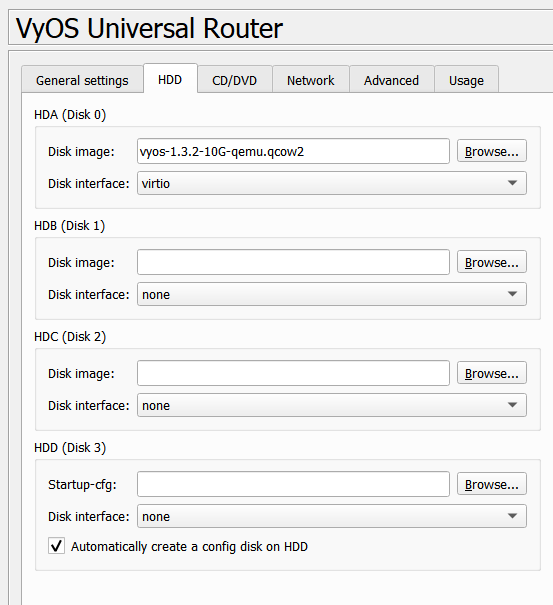 VyOS Universal Router
General settings HDD CD/DVD Network Advanced Usage
HDA (Disk 0)
Disk image: vyos-1.3.2-10G-qemu.qcow2 Browse...
Disk interface: virtio
HDB (Disk 1)
Disk image: Browse...
Disk interface: none
HDC (Disk 2)
Disk image: Browse...
Disk interface: none
HDD (Disk 3)
Startup-cfg: Browse...
Disk interface: none
Automatically create a config disk on HDD